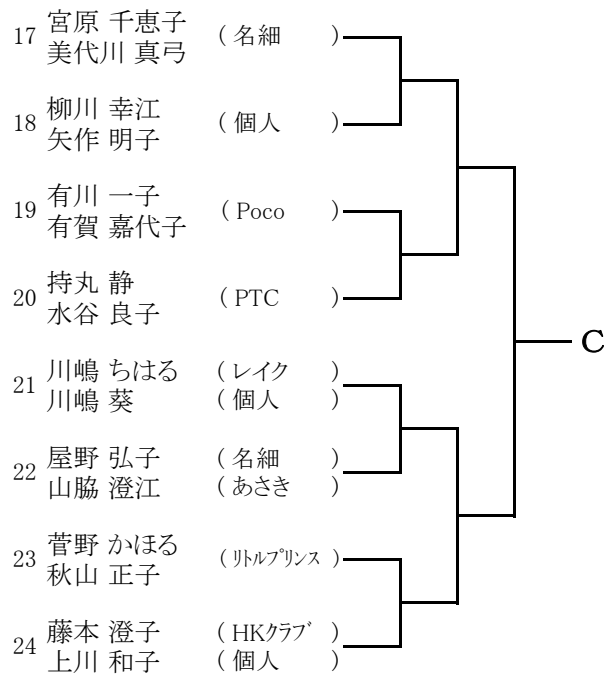 17 宮原 千恵子 ( 名細 )
美代川 真弓
18 柳川 幸江 ( 個人 )
矢作 明子
19 有川 一子 ( Poco )
有賀 嘉代子
20 持丸 静 ( PTC )
水谷 良子
C
21 川嶋 ちはる ( レイク )
川嶋 葵 ( 個人 )
22 屋野 弘子 ( 名細 )
山脇 澄江 ( あさき )
23 菅野 かほる ( リトルプリンス )
秋山 正子
24 藤本 澄子 ( HKクラブ )
上川 和子 ( 個人 )